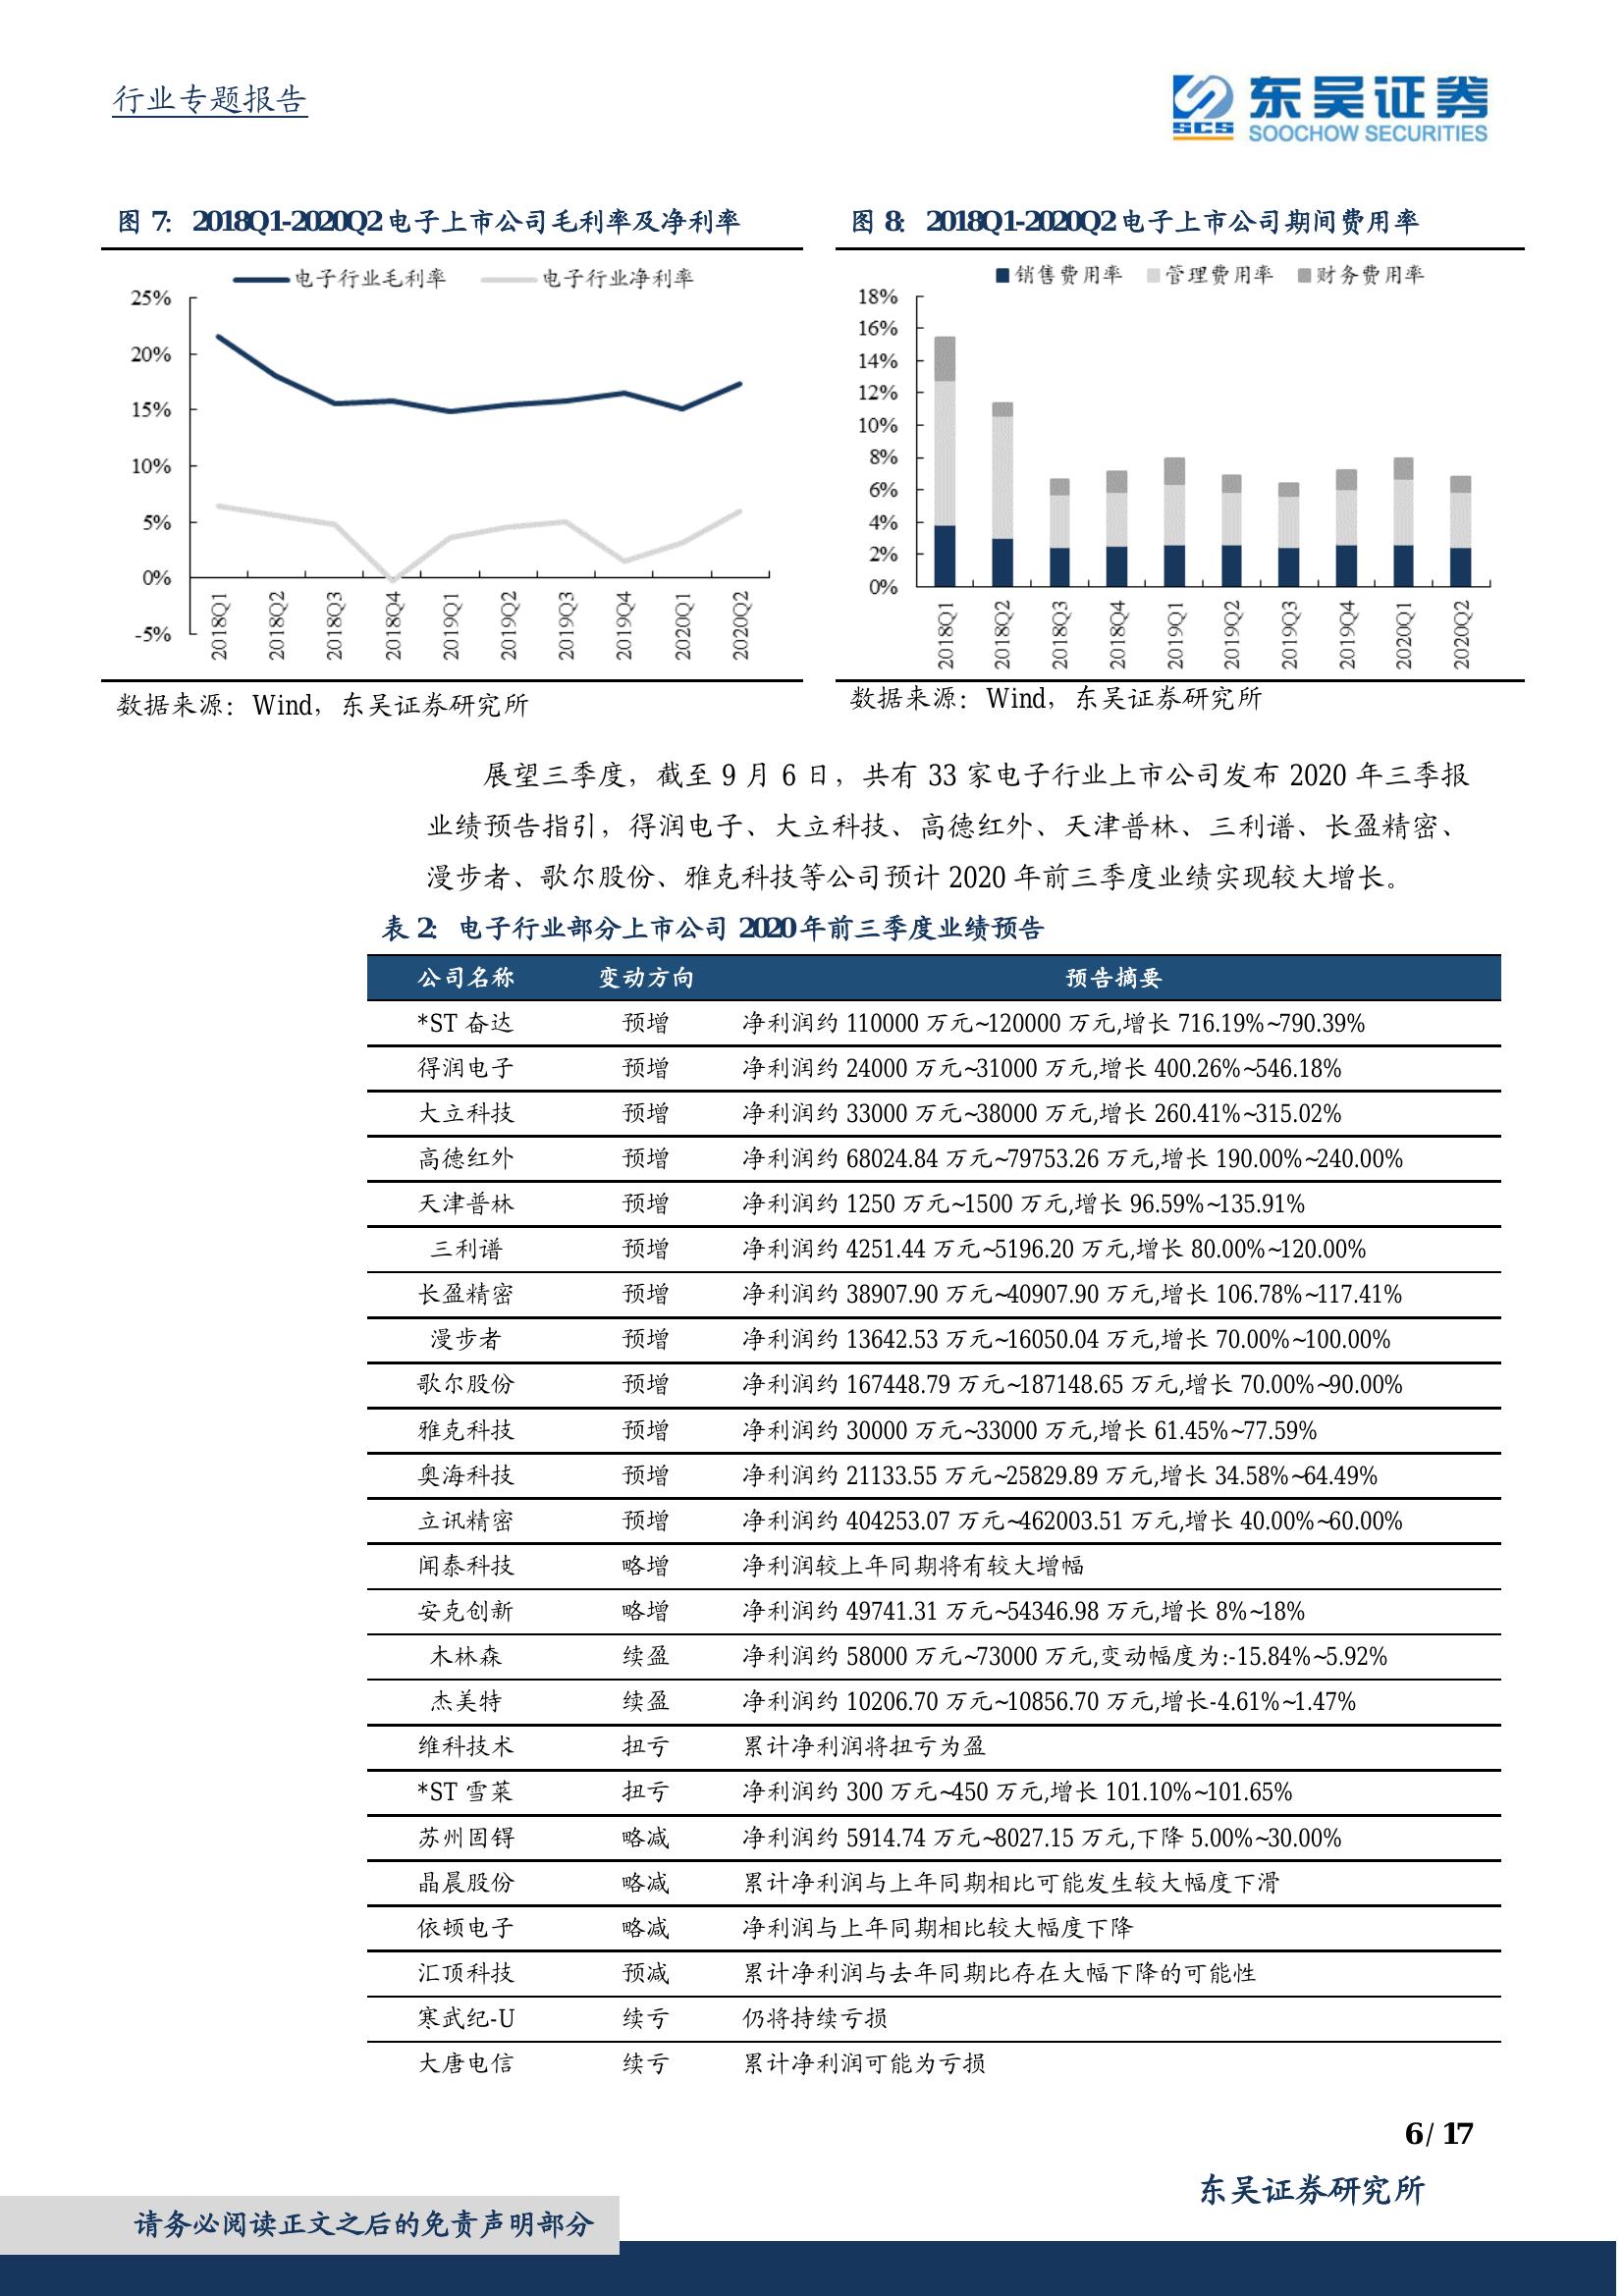 行业专题报告
东吴证券
SCS
SOOCHOW SECURITIES
图 7： 2018Q1-2020Q2 电子上市公司毛利率及净利率
电子行业毛利率 电子行业净利率
25%
20%
15%
10%
5%
0%
-5%
2018Q1 2018Q2 2018Q3 2018Q4 2019Q1 2019Q2 2019Q3 2019Q4 2020Q1 2020Q2
数据来源：Wind，东吴证券研究所
图 8： 2018Q1-2020Q2 电子上市公司期间费用率
销售费用率 管理费用率 财务费用率
18%
16%
14%
12%
10%
8%
6%
4%
2%
0%
2018Q1 2018Q2 2018Q3 2018Q4 2019Q1 2019Q2 2019Q3 2019Q4 2020Q1 2020Q2
数据来源：Wind，东吴证券研究所
展望三季度，截至 9 月 6 日，共有 33 家电子行业上市公司发布 2020 年三季报
业绩预告指引，得润电子、大立科技、高德红外、天津普林、三利谱、长盈精密、
漫步者、歌尔股份、雅克科技等公司预计 2020 年前三季度业绩实现较大增长。
表 2： 电子行业部分上市公司 2020 年前三季度业绩预告
公司名称 变动方向 预告摘要
*ST 奋达 预增 净利润约 110000 万元~120000 万元,增长 716.19%~790.39%
得润电子 预增 净利润约 24000 万元~31000 万元,增长 400.26%~546.18%
大立科技 预增 净利润约 33000 万元~38000 万元,增长 260.41%~315.02%
高德红外 预增 净利润约 68024.84 万元~79753.26 万元,增长 190.00%~240.00%
天津普林 预增 净利润约 1250 万元~1500 万元,增长 96.59%~135.91%
三利谱 预增 净利润约 4251.44 万元~5196.20 万元,增长 80.00%~120.00%
长盈精密 预增 净利润约 38907.90 万元~40907.90 万元,增长 106.78%~117.41%
漫步者 预增 净利润约 13642.53 万元~16050.04 万元,增长 70.00%~100.00%
歌尔股份 预增 净利润约 167448.79 万元~187148.65 万元,增长 70.00%~90.00%
雅克科技 预增 净利润约 30000 万元~33000 万元,增长 61.45%~77.59%
奥海科技 预增 净利润约 21133.55 万元~25829.89 万元,增长 34.58%~64.49%
立讯精密 预增 净利润约 404253.07 万元~462003.51 万元,增长 40.00%~60.00%
闻泰科技 略增 净利润较上年同期将有较大增幅
安克创新 略增 净利润约 49741.31 万元~54346.98 万元,增长 8%~18%
木林森 续盈 净利润约 58000 万元~73000 万元,变动幅度为:-15.84%~5.92%
杰美特 续盈 净利润约 10206.70 万元~10856.70 万元,增长-4.61%~1.47%
维科技术 扭亏 累计净利润将扭亏为盈
*ST 雪莱 扭亏 净利润约 300 万元~450 万元,增长 101.10%~101.65%
苏州固锝 略减 净利润约 5914.74 万元~8027.15 万元,下降 5.00%~30.00%
晶晨股份 略减 累计净利润与上年同期相比可能发生较大幅度下滑
依顿电子 略减 净利润与上年同期相比较大幅度下降
汇顶科技 预减 累计净利润与去年同期比存在大幅下降的可能性
寒武纪-U 续亏 仍将持续亏损
大唐电信 续亏 累计净利润可能为亏损
6 / 17
东吴证券研究所
请务必阅读正文之后的免责声明部分